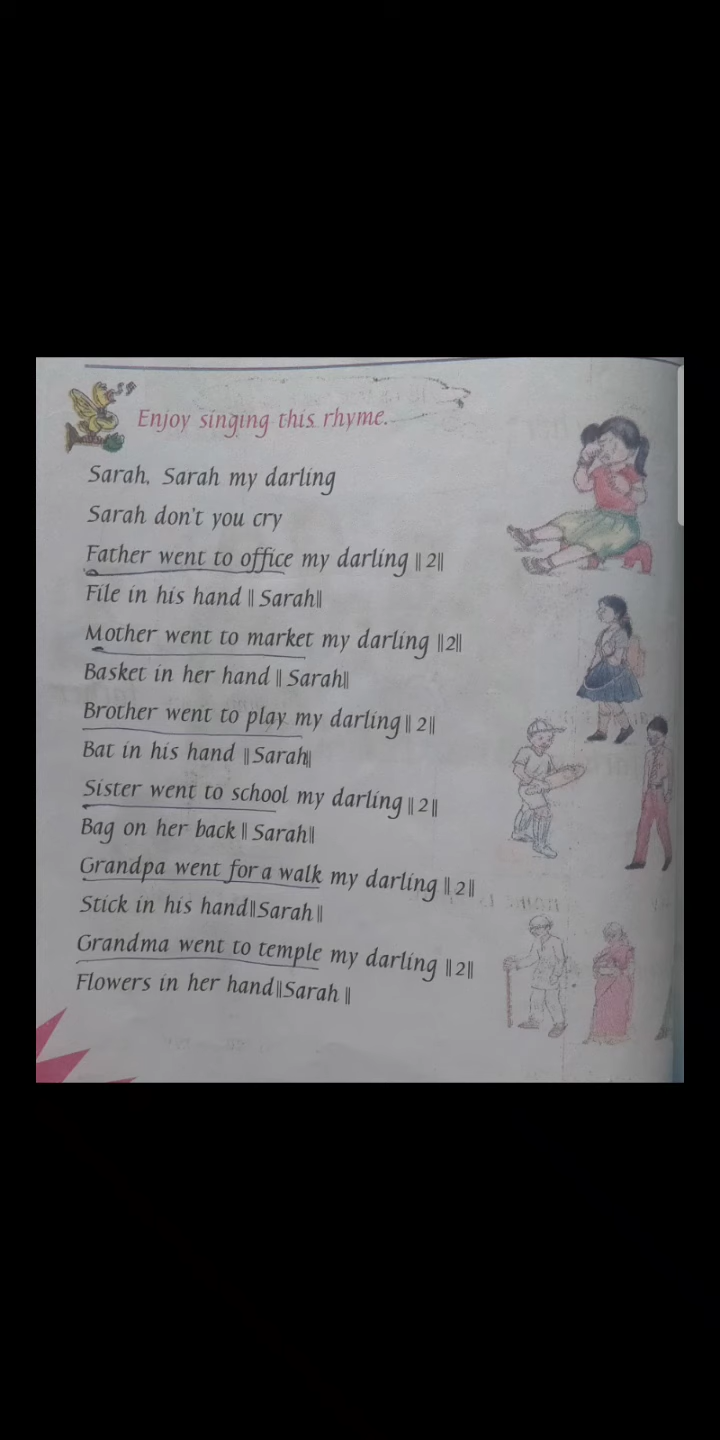 Enjoy singing this rhyme.
Sarah, Sarah my darling
Sarah don't you cry
Father went to office my darling || 2||
File in his hand || Sarah||
Mother went to market my darling ||2||
Basket in her hand || Sarah||
Brother went to play my darling|| 2||
Bat in his hand ||Sarah||
Sister went to school my darling ||2||
Bag on her back|| Sarah||
Grandpa went for a walk my darling ||2||
Stick in his hand||Sarah ||
Grandma went to temple my darling ||2||
Flowers in her hand||Sarah ||